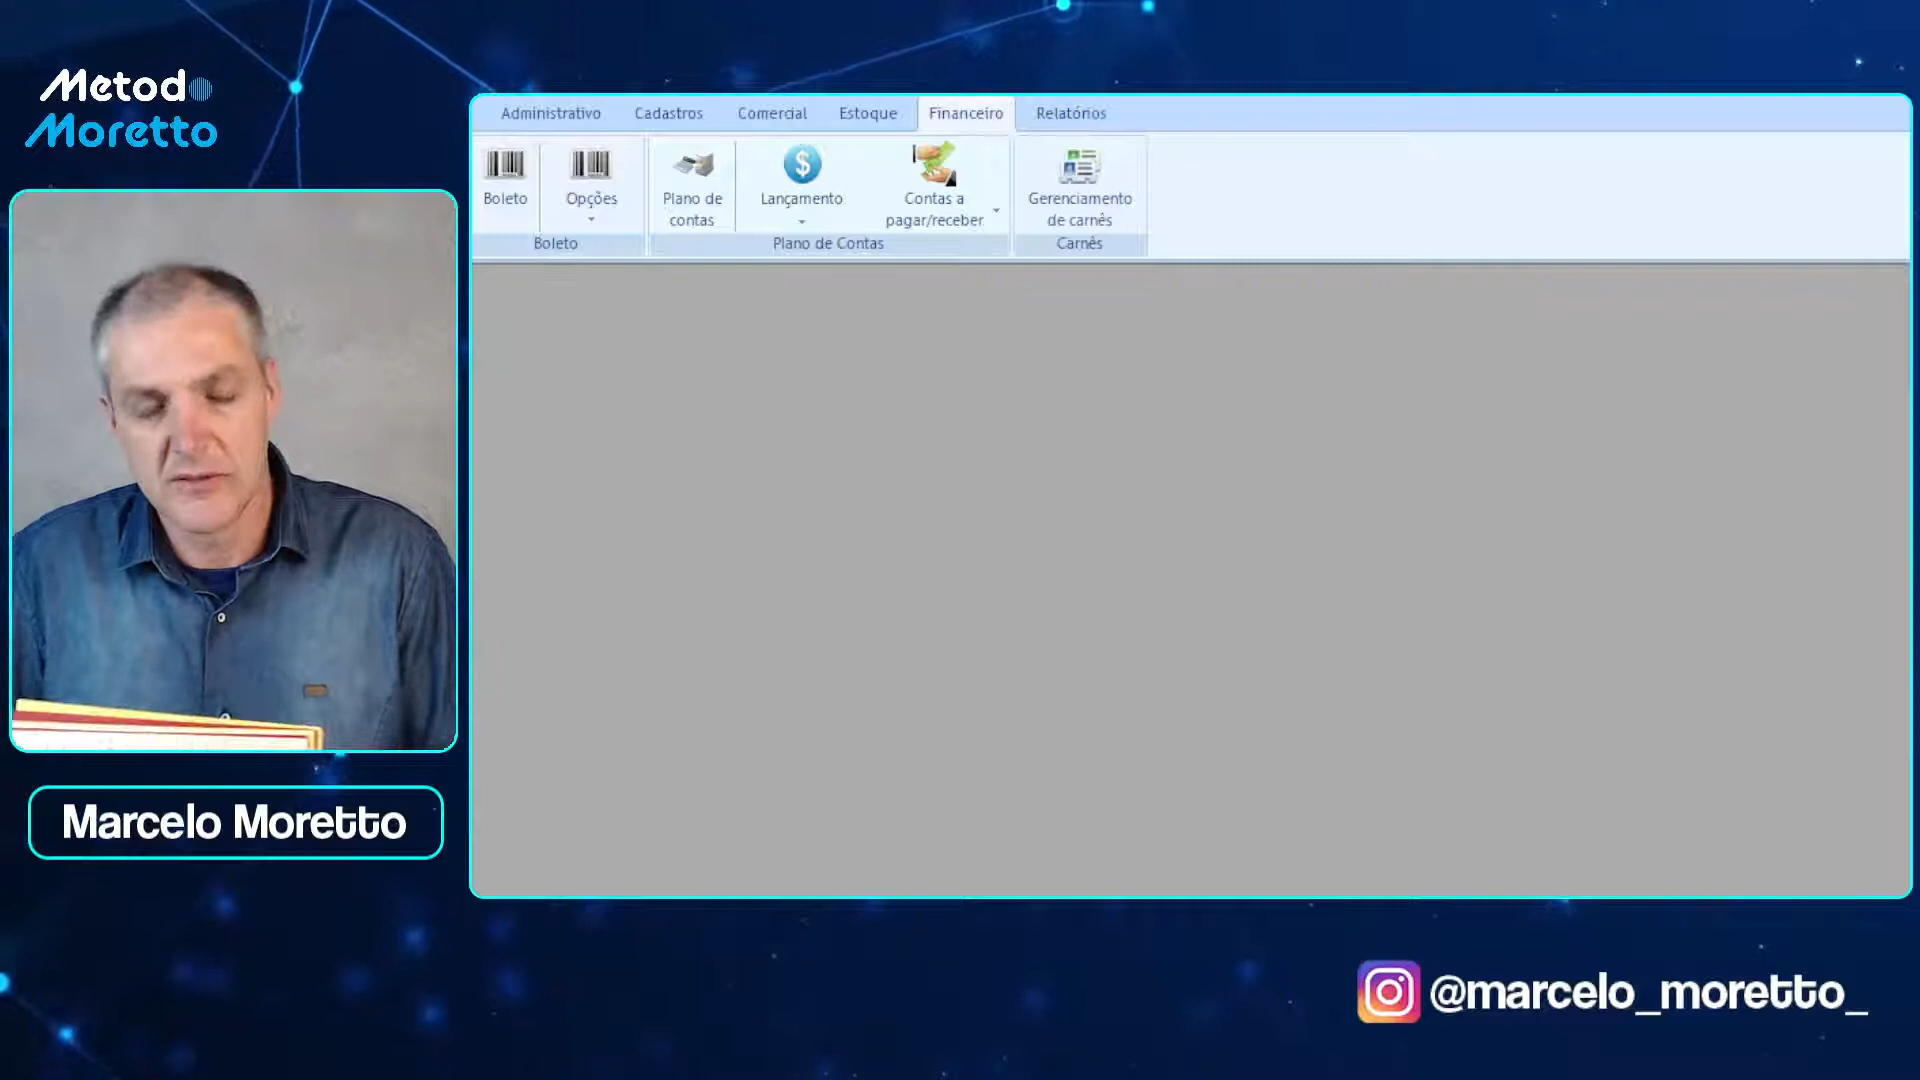 Metodo
Moretto
Administrativo Cadastros Comercial Estoque Financeiro Relatórios
Boleto
Opções
Plano de
contas
Lançamento
Contas a
pagar/receber
Gerenciamento
de carnês
Boleto
Plano de Contas
Carnês
Marcelo Moretto
@marcelo_moretto_